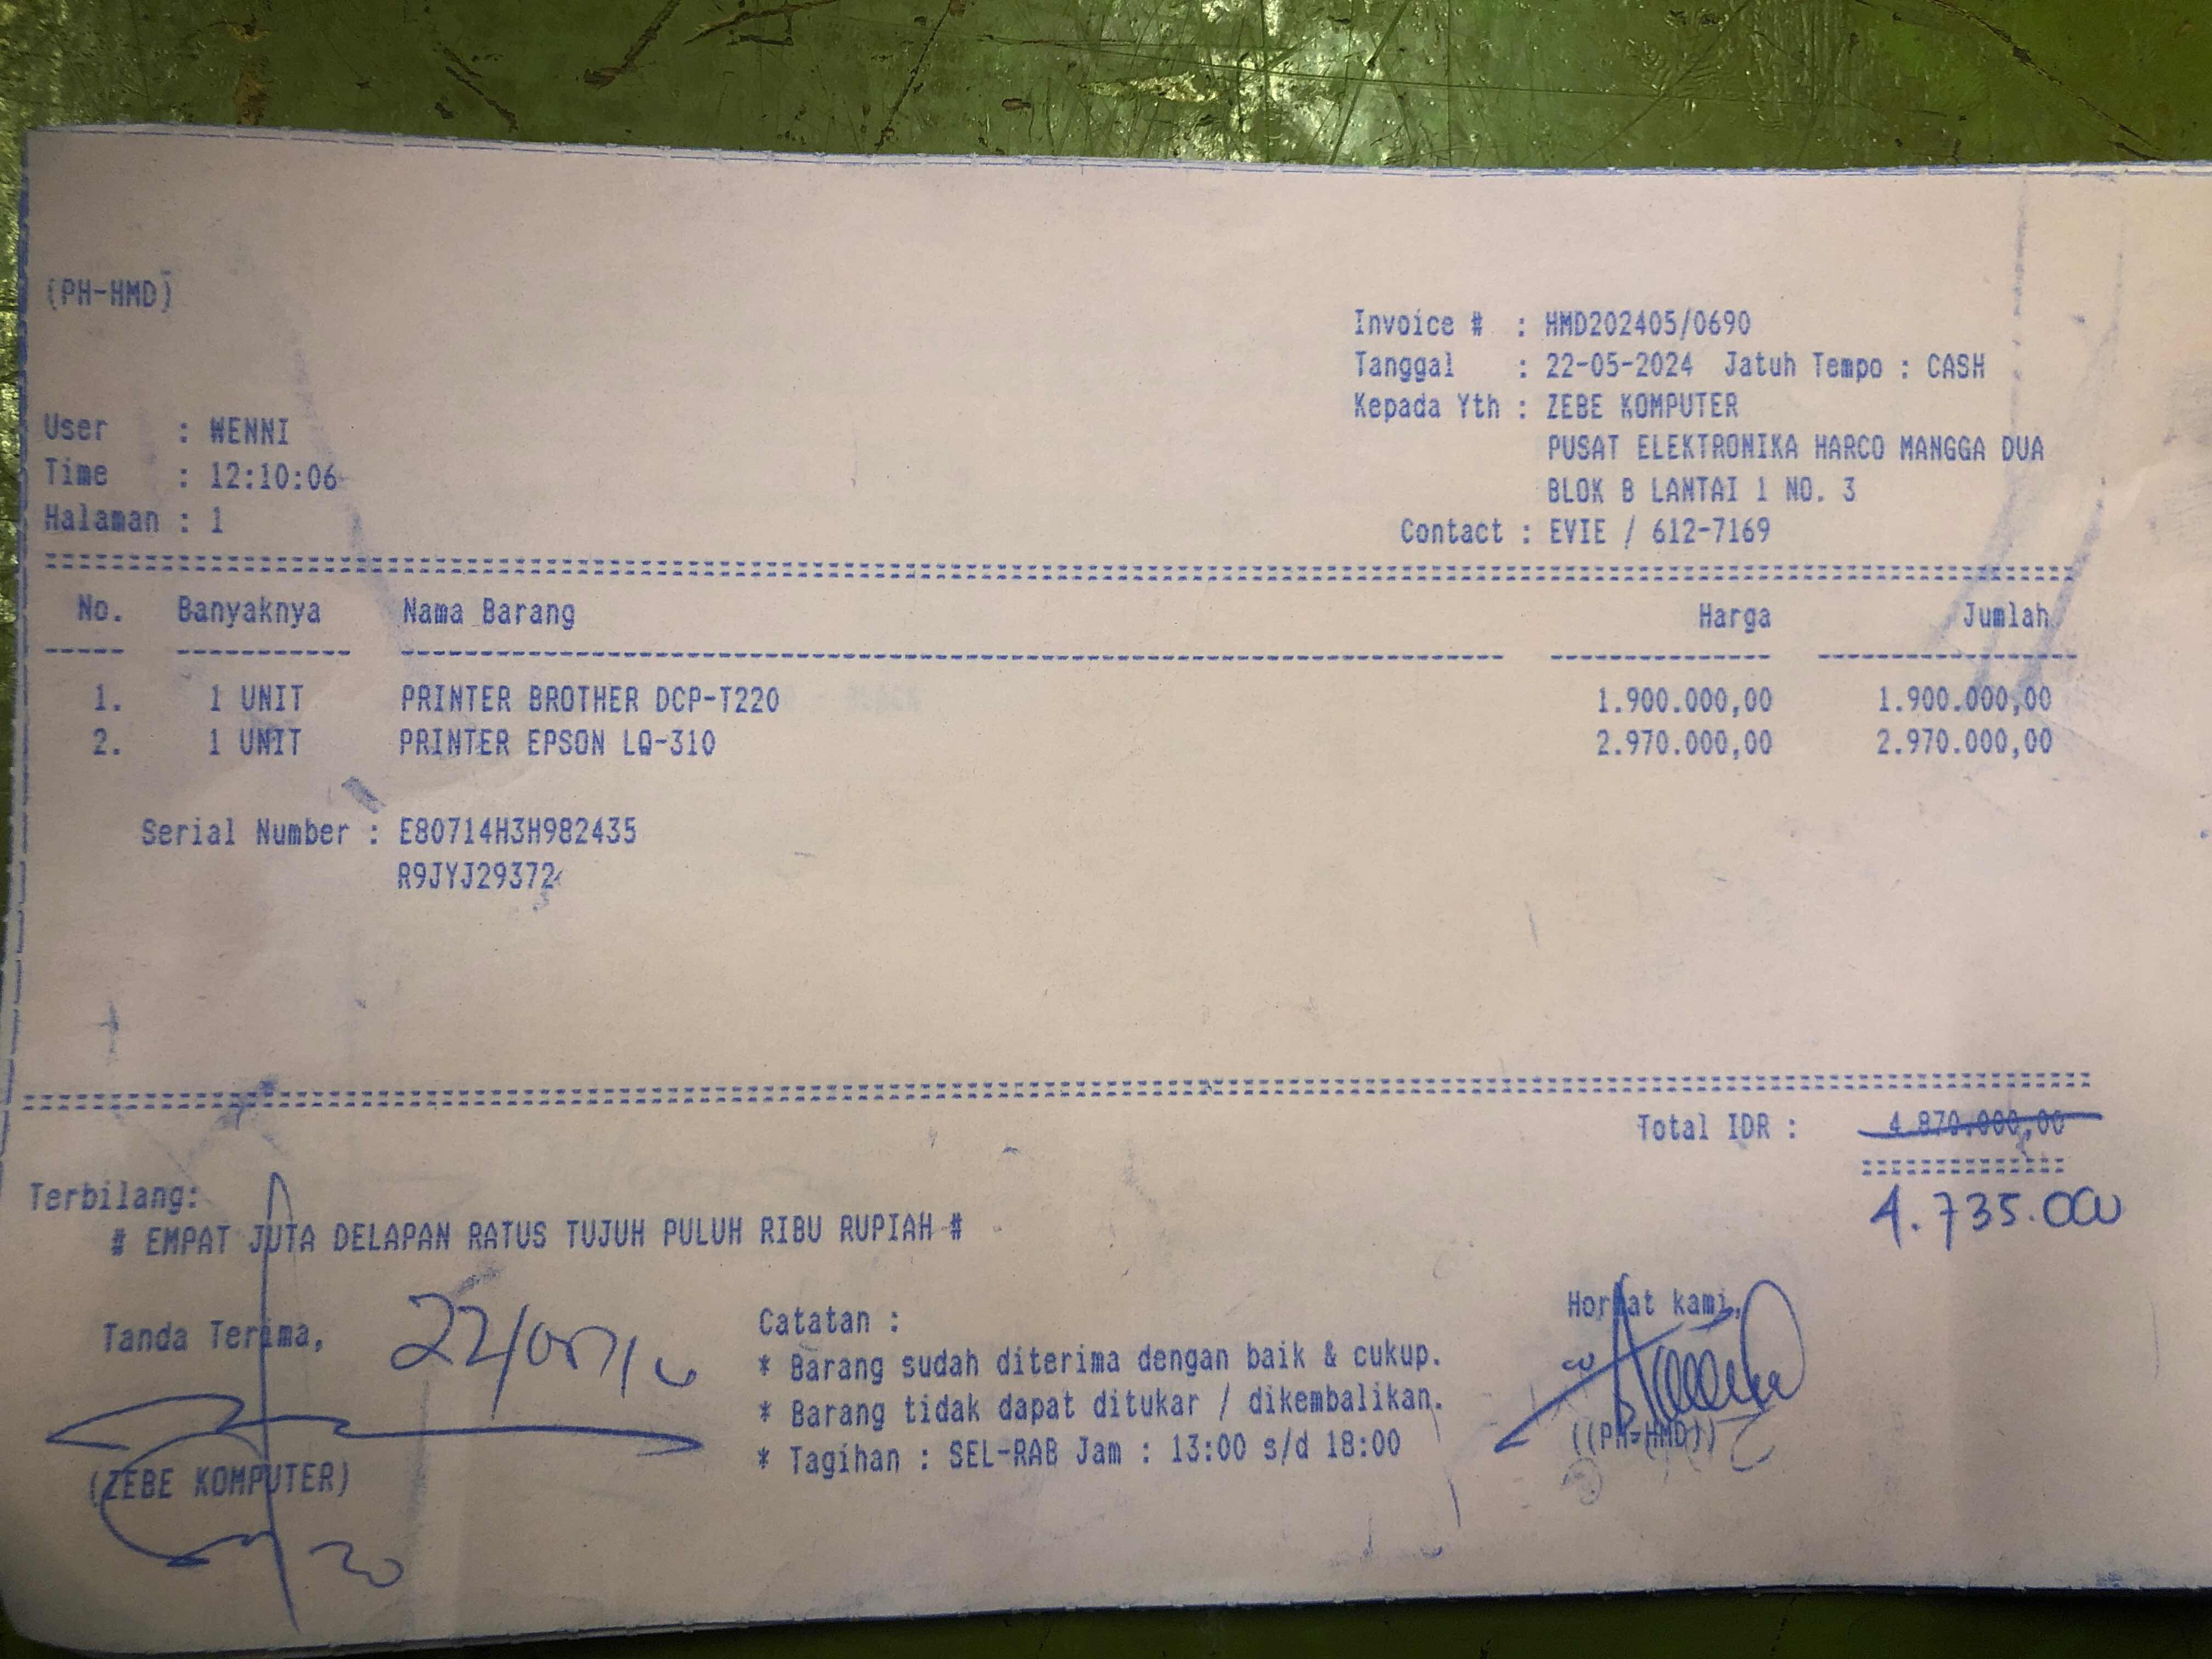 (PH-HMD)
Invoice # : HMD202405/0690
Tanggal : 22-05-2024 Jatuh Tempo : CASH
Kepada Yth : ZEBE KOMPUTER
PUSAT ELEKTRONIKA HARCO MANGGA DUA
BLOK B LANTAI 1 NO. 3
Contact : EVIE / 612-7169
User : WENNI
Time : 12:10:06
Halaman : 1
No. Banyaknya Nama Barang Harga Jumlah
1. 1 UNIT PRINTER BROTHER DCP-T220 1.900.000,00 1.900.000,00
2. 1 UNIT PRINTER EPSON LQ-310 2.970.000,00 2.970.000,00
Serial Number : E80714H3H982435
R9JYJ29372
Total IDR : 4.870.000,00
4.735.000
Terbilang:
# EMPAT JUTA DELAPAN RATUS TUJUH PULUH RIBU RUPIAH #
Tanda Terima,
(ZEBE KOMPUTER)
Catatan :
* Barang sudah diterima dengan baik & cukup.
* Barang tidak dapat ditukar / dikembalikan.
* Tagihan : SEL-RAB Jam : 13:00 s/d 18:00
Hormat kami,
((PH-HMD))